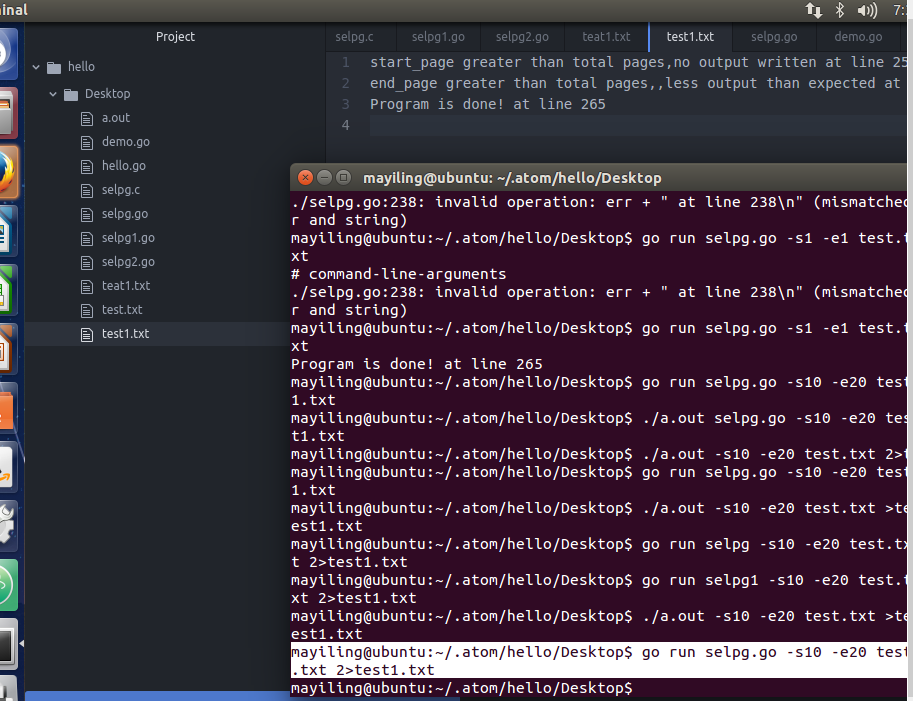 inal
7:
Project
selpg.c selpg1.go selpg2.go teat1.txt test1.txt selpg.go demo.go
hello
Desktop
a.out
demo.go
hello.go
selpg.c
selpg.go
selpg1.go
selpg2.go
teat1.txt
test.txt
test1.txt
1 start_page greater than total pages,no output written at line 25
2 end_page greater than total pages,,less output than expected at
3 Program is done! at line 265
4
mayiling@ubuntu: ~/.atom/hello/Desktop
./selpg.go:238: invalid operation: err + " at line 238\n" (mismatched
r and string)
mayiling@ubuntu:~/.atom/hello/Desktop$ go run selpg.go -s1 -e1 test.t
xt
# command-line-arguments
./selpg.go:238: invalid operation: err + " at line 238\n" (mismatched
r and string)
mayiling@ubuntu:~/.atom/hello/Desktop$ go run selpg.go -s1 -e1 test.t
xt
Program is done! at line 265
mayiling@ubuntu:~/.atom/hello/Desktop$ go run selpg.go -s10 -e20 test
1.txt
mayiling@ubuntu:~/.atom/hello/Desktop$ ./a.out selpg.go -s10 -e20 tes
t1.txt
mayiling@ubuntu:~/.atom/hello/Desktop$ ./a.out -s10 -e20 test.txt 2>t
mayiling@ubuntu:~/.atom/hello/Desktop$ go run selpg.go -s10 -e20 test
1.txt
mayiling@ubuntu:~/.atom/hello/Desktop$ ./a.out -s10 -e20 test.txt >te
est1.txt
mayiling@ubuntu:~/.atom/hello/Desktop$ go run selpg -s10 -e20 test.tx
t 2>test1.txt
mayiling@ubuntu:~/.atom/hello/Desktop$ go run selpg1 -s10 -e20 test.t
xt 2>test1.txt
mayiling@ubuntu:~/.atom/hello/Desktop$ ./a.out -s10 -e20 test.txt >te
est1.txt
mayiling@ubuntu:~/.atom/hello/Desktop$ go run selpg.go -s10 -e20 test
.txt 2>test1.txt
mayiling@ubuntu:~/.atom/hello/Desktop$